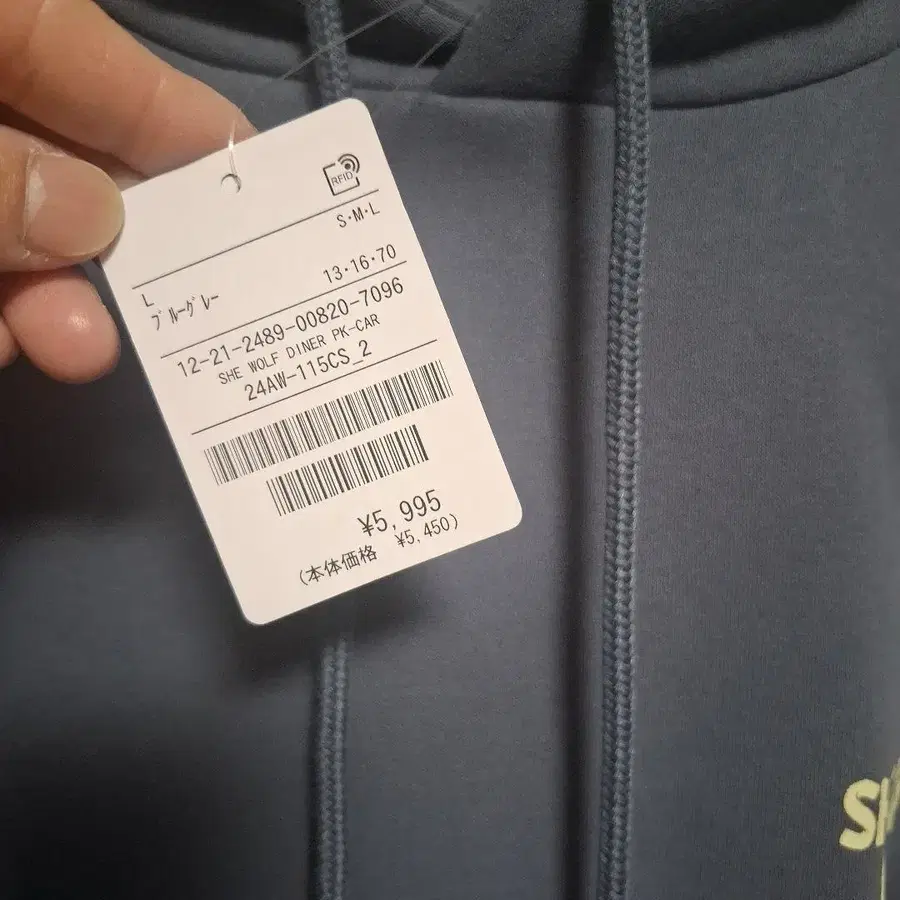 RFID
S·M·L
L
ブルーグレー 13·16·70
12-21-2489-00820-7096
SHE WOLF DINER PK-CAR
24AW-115CS_2
¥5,995
(本体価格 ¥5,450)
SH